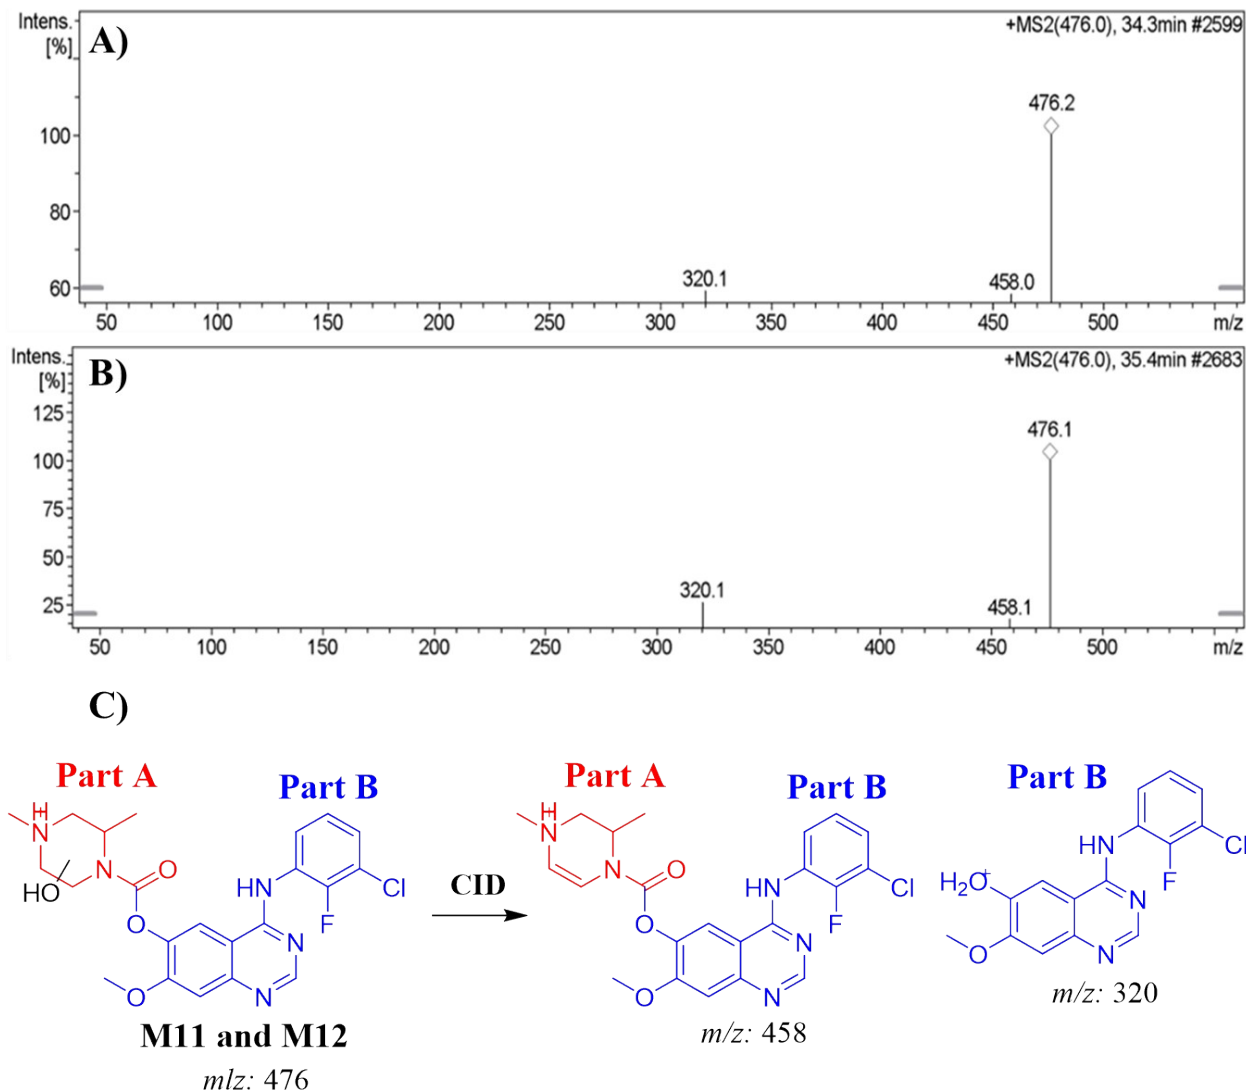 Intens.
[%]
A)
+MS2(476.0), 34.3min #2599
476.2
100
80
320.1
458.0
60
50 100 150 200 250 300 350 400 450 500 m/z
Intens.
[%]
B)
+MS2(476.0), 35.4min #2683
125
476.1
100
75
50
320.1
458.1
25
50 100 150 200 250 300 350 400 450 500 m/z
C)
Part A
Part B
H
N
+
N
O
HO
O
HN
Cl
F
N
N
O
M11 and M12
mlz: 476
CID
Part A
Part B
H
N
+
N
O
O
HN
Cl
F
N
N
O
m/z: 458
Part B
HN
Cl
F
H2O
+
N
N
O
m/z: 320